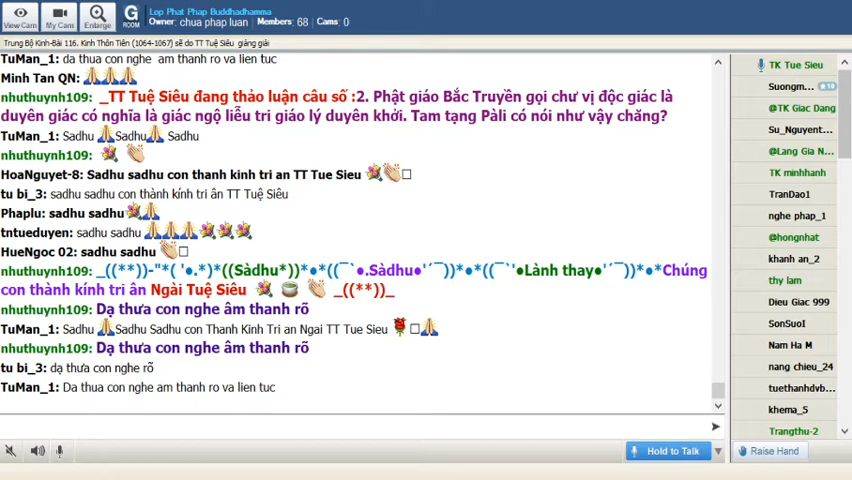 View Cam
My Cam
Enlarge
G
ROOM
Lop Phat Phap Buddhadhamma
Owner: chua phap luan Members: 68 Cams: 0
Trung Bộ Kinh-Bài 116. Kinh Thôn Tiên (1064-1067) sẽ do TT Tuệ Siêu giảng giải
TuMan_1: da thua con nghe am thanh ro va lien tuc
Minh Tan QN: 🙏🙏🙏
nhuthuynh109: _TT Tuệ Siêu đang thảo luận câu số :2. Phật giáo Bắc Truyền gọi chư vị độc giác là
duyên giác có nghĩa là giác ngộ liễu tri giáo lý duyên khởi. Tam tạng Pàli có nói như vậy chăng?
TuMan_1: Sadhu 🙏Sadhu🙏 Sadhu
nhuthuynh109: 💐 👏
HoaNguyet-8: Sadhu sadhu con thanh kinh tri an TT Tue Sieu 💐👏
tu bi_3: sadhu sadhu con thành kính tri ân TT Tuệ Siêu
Phaplu: sadhu sadhu💐🙏
tntueduyen: sadhu sadhu 🙏🙏🙏💐💐💐
HueNgoc 02: sadhu sadhu 👏
nhuthuynh109: _((**))-"*( '●.*)*((Sàdhu*))*●*((¯`●.Sàdhu●'´¯))*●*((¯`'●Lành thay●'´¯))*●*Chúng
con thành kính tri ân Ngài Tuệ Siêu 💐 🍵 👏 _((**))_
nhuthuynh109: Dạ thưa con nghe âm thanh rõ
TuMan_1: Sadhu 🙏Sadhu Sadhu con Thanh Kinh Tri an Ngai TT Tue Sieu 🌹🙏
nhuthuynh109: Dạ thưa con nghe âm thanh rõ
tu bi_3: dạ thưa con nghe rõ
TuMan_1: Da thua con nghe am thanh ro va lien tuc
Hold to Talk
TK Tue Sieu
Suongm...
10
@TK Giac Dang
Su_Nguyent...
@Lang Gia N...
TK minhhanh
TranDao1
nghe phap_1
@hongnhat
khanh an_2
thy lam
Dieu Giac 999
SonSuoI
Nam Ha M
nang chieu_24
tuethanhdvb...
khema_5
Trangthu-2
Raise Hand